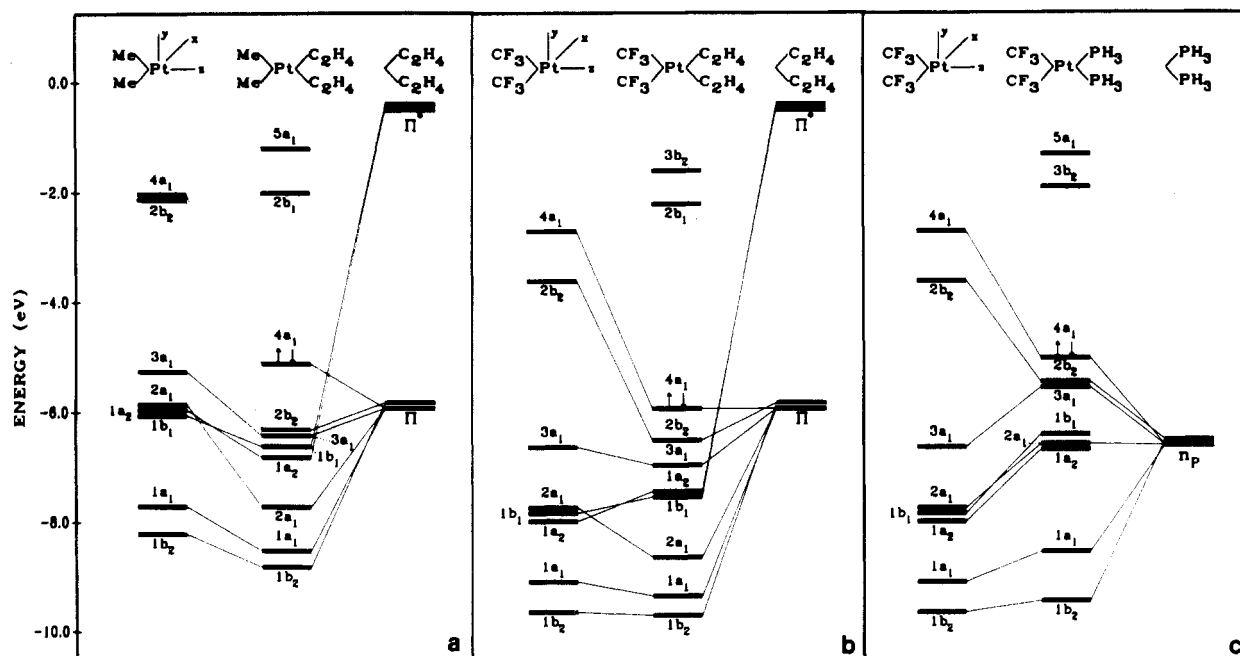 ENERGY (eV)
0.0
-2.0
-4.0
-6.0
-8.0
-10.0
y
x
z
Me
Me
Pt
Me
Me
Pt
C₂H₄
C₂H₄
C₂H₄
C₂H₄
Π*
5a₁
4a₁
2b₂
2b₁
4a₁
3a₁
2a₁
1a₂
1b₁
2b₂
3a₁
1b₁
1a₂
Π
1a₁
2a₁
1b₂
1a₁
1b₂
a
y
x
z
CF₃
CF₃
Pt
CF₃
CF₃
Pt
C₂H₄
C₂H₄
C₂H₄
C₂H₄
Π*
3b₂
2b₁
4a₁
2b₂
4a₁
2b₂
3a₁
3a₁
1a₂
1b₁
Π
2a₁
1b₁
1a₂
2a₁
1a₁
1a₁
1b₂
1b₂
b
y
x
z
CF₃
CF₃
Pt
CF₃
CF₃
Pt
PH₃
PH₃
PH₃
PH₃
5a₁
3b₂
4a₁
2b₂
4a₁
2b₂
3a₁
1b₁
2a₁
1a₂
n_P
3a₁
2a₁
1b₁
1a₂
1a₁
1a₁
1b₂
1b₂
c